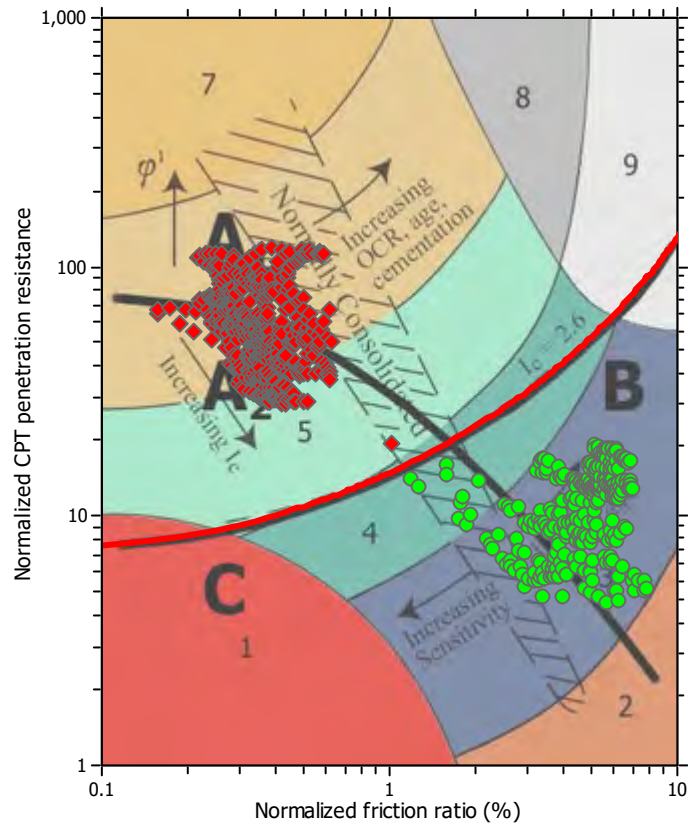 Normalized CPT penetration resistance
1,000
100
10
1
7
8
9
φ'
Normally Consolidated
Increasing
OCR, age,
cementation
A
A2
Increasing Ic
5
Ic = 2.6
B
4
C
1
3
Increasing
Sensitivity
2
0.1
1
10
Normalized friction ratio (%)